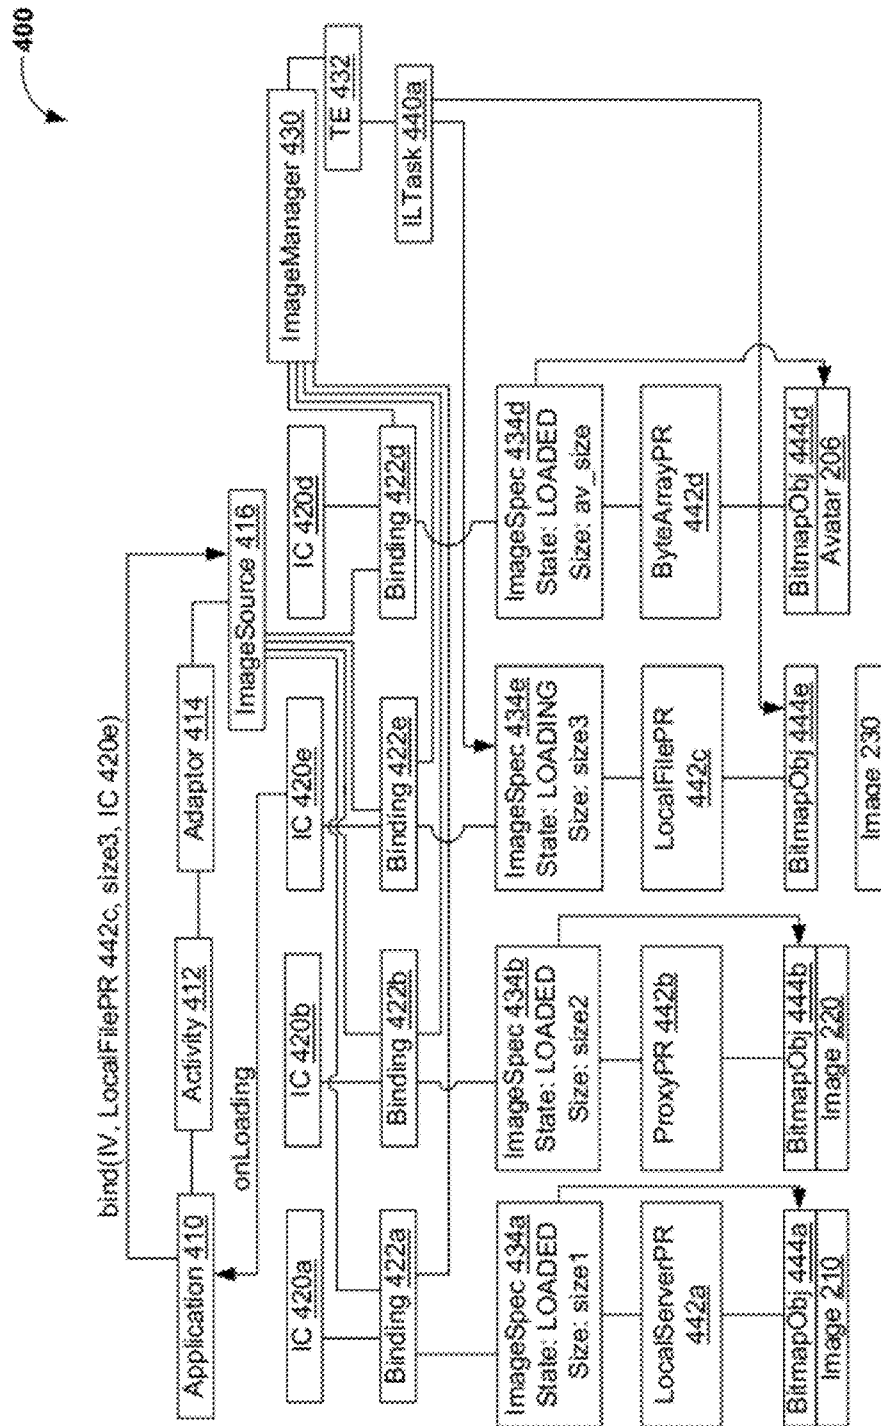 400
bind(IV, LocalFilePR 442c, size3, IC 420e)
Application 410
Activity 412
Adaptor 414
ImageSource 416
onLoading
ImageManager 430
TE 432
ILTask 440a
IC 420a
IC 420b
IC 420e
IC 420d
Binding 422a
Binding 422b
Binding 422e
Binding 422d
ImageSpec 434a
State: LOADED
Size: size1
ImageSpec 434b
State: LOADED
Size: size2
ImageSpec 434e
State: LOADING
Size: size3
ImageSpec 434d
State: LOADED
Size: av_size
LocalServerPR
442a
ProxyPR 442b
LocalFilePR
442c
ByteArrayPR
442d
BitmapObj 444a
Image 210
BitmapObj 444b
Image 220
BitmapObj 444e
Image 230
BitmapObj 444d
Avatar 206